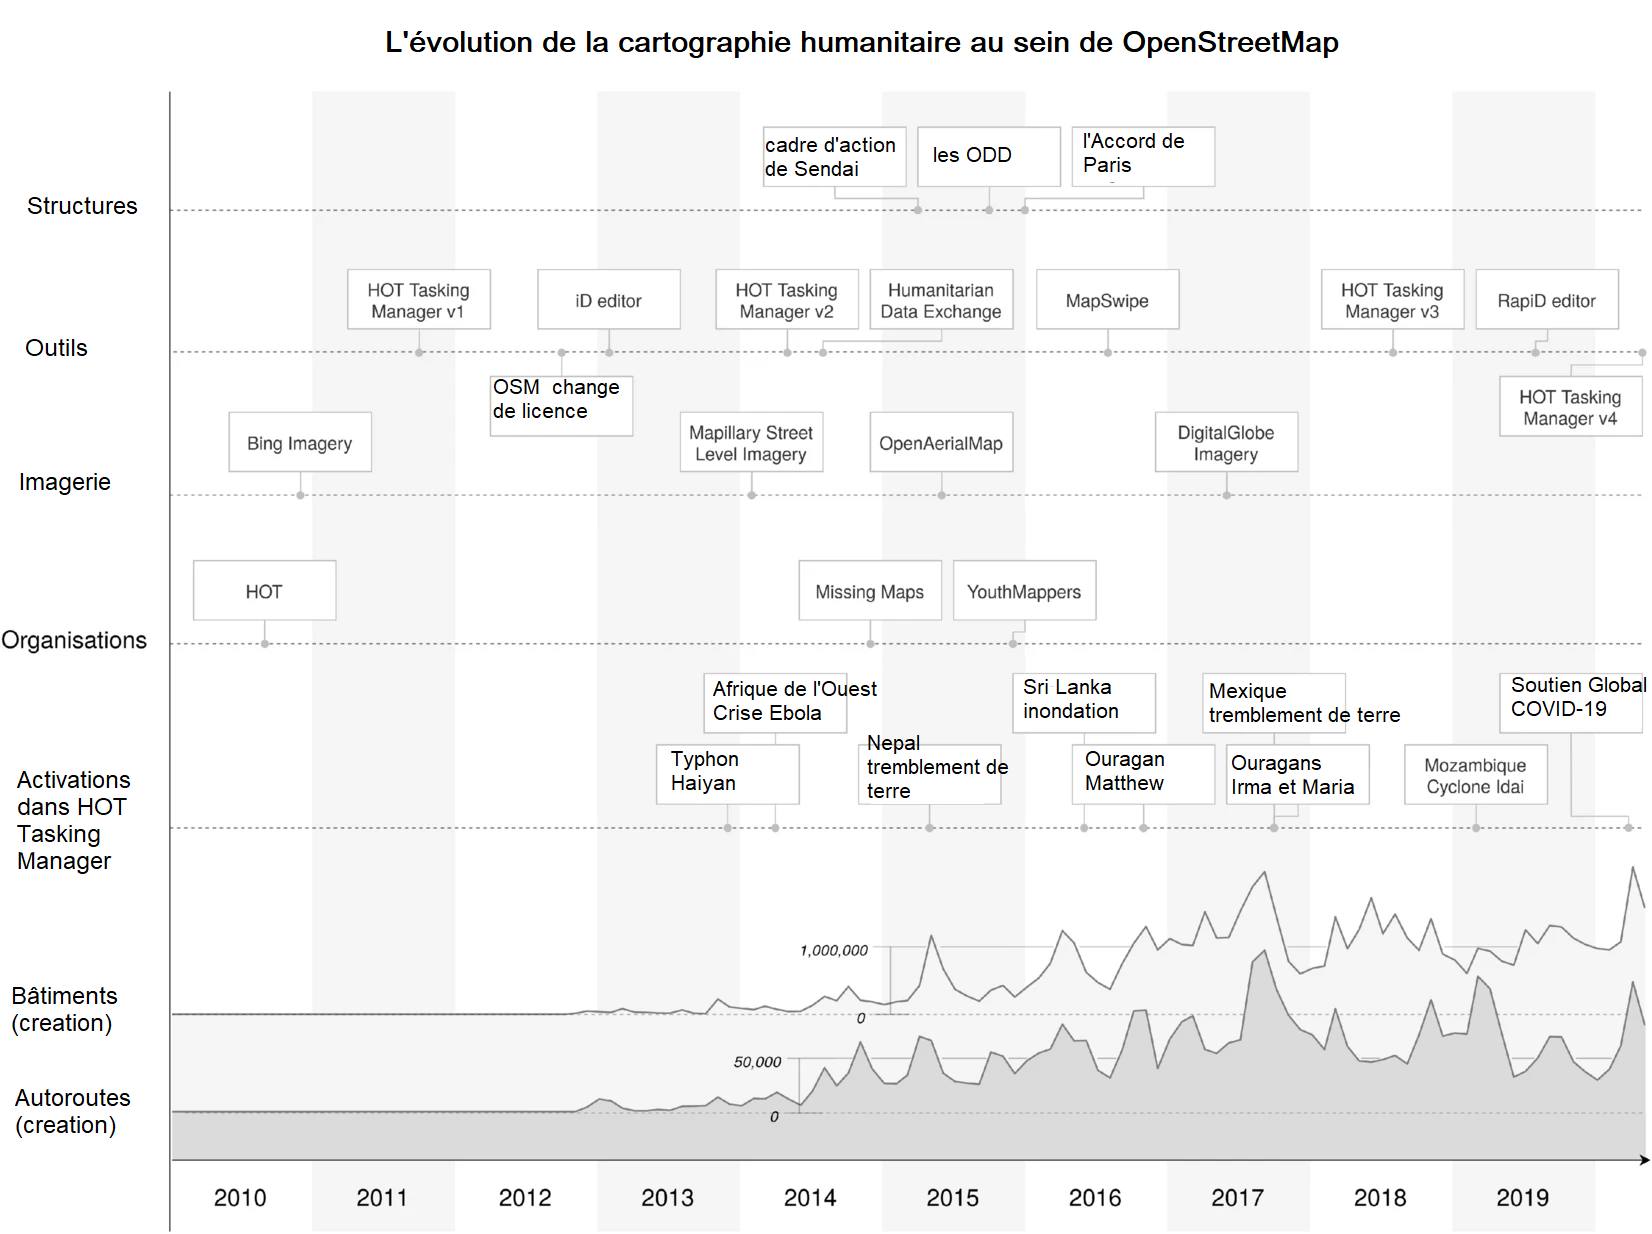 L'évolution de la cartographie humanitaire au sein de OpenStreetMap
Structures
cadre d'action
de Sendai
les ODD
l'Accord de
Paris
Outils
HOT Tasking
Manager v1
iD editor
HOT Tasking
Manager v2
Humanitarian
Data Exchange
MapSwipe
HOT Tasking
Manager v3
RapiD editor
OSM change
de licence
HOT Tasking
Manager v4
Imagerie
Bing Imagery
Mapillary Street
Level Imagery
OpenAerialMap
DigitalGlobe
Imagery
Organisations
HOT
Missing Maps
YouthMappers
Activations
dans HOT
Tasking
Manager
Afrique de l'Ouest
Crise Ebola
Sri Lanka
inondation
Mexique
tremblement de terre
Soutien Global
COVID-19
Typhon
Haiyan
Nepal
tremblement de
terre
Ouragan
Matthew
Ouragans
Irma et Maria
Mozambique
Cyclone Idai
Bâtiments
(creation)
1,000,000
0
Autoroutes
(creation)
50,000
0
2010
2011
2012
2013
2014
2015
2016
2017
2018
2019